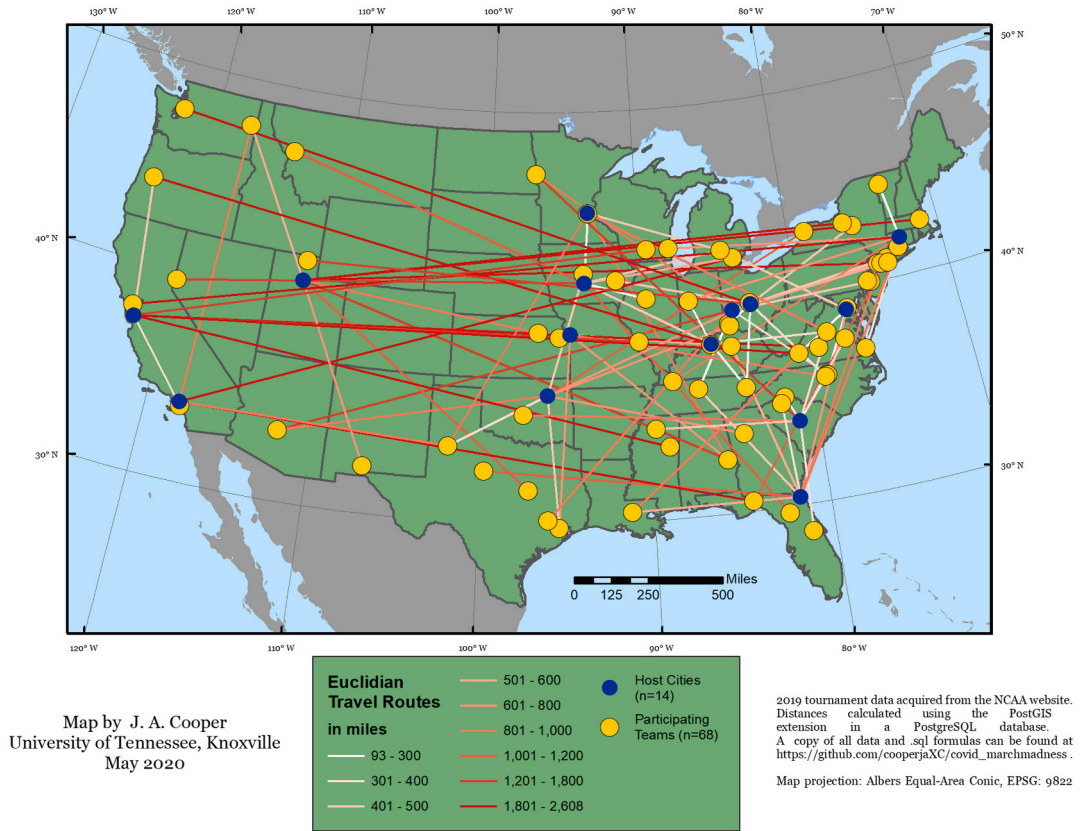 130° W
120° W
110° W
100° W
90° W
80° W
70° W
50° N
40° N
40° N
30° N
30° N
Miles
0 125 250 500
120° W
110° W
100° W
90° W
80° W
Euclidian
Travel Routes
in miles
93 - 300
301 - 400
401 - 500
501 - 600
601 - 800
801 - 1,000
1,001 - 1,200
1,201 - 1,800
1,801 - 2,608
Host Cities
(n=14)
Participating
Teams (n=68)
Map by J. A. Cooper
University of Tennessee, Knoxville
May 2020
2019 tournament data acquired from the NCAA website.
Distances calculated using the PostGIS
extension in a PostgreSQL database.
A copy of all data and .sql formulas can be found at
https://github.com/cooperjaXC/covid_marchmadness .
Map projection: Albers Equal-Area Conic, EPSG: 9822